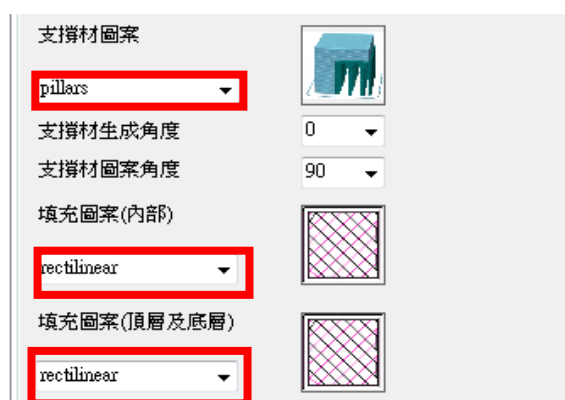 支撐材圖案
pillars
支撐材生成角度 0
支撐材圖案角度 90
填充圖案(內部)
rectilinear
填充圖案(頂層及底層)
rectilinear